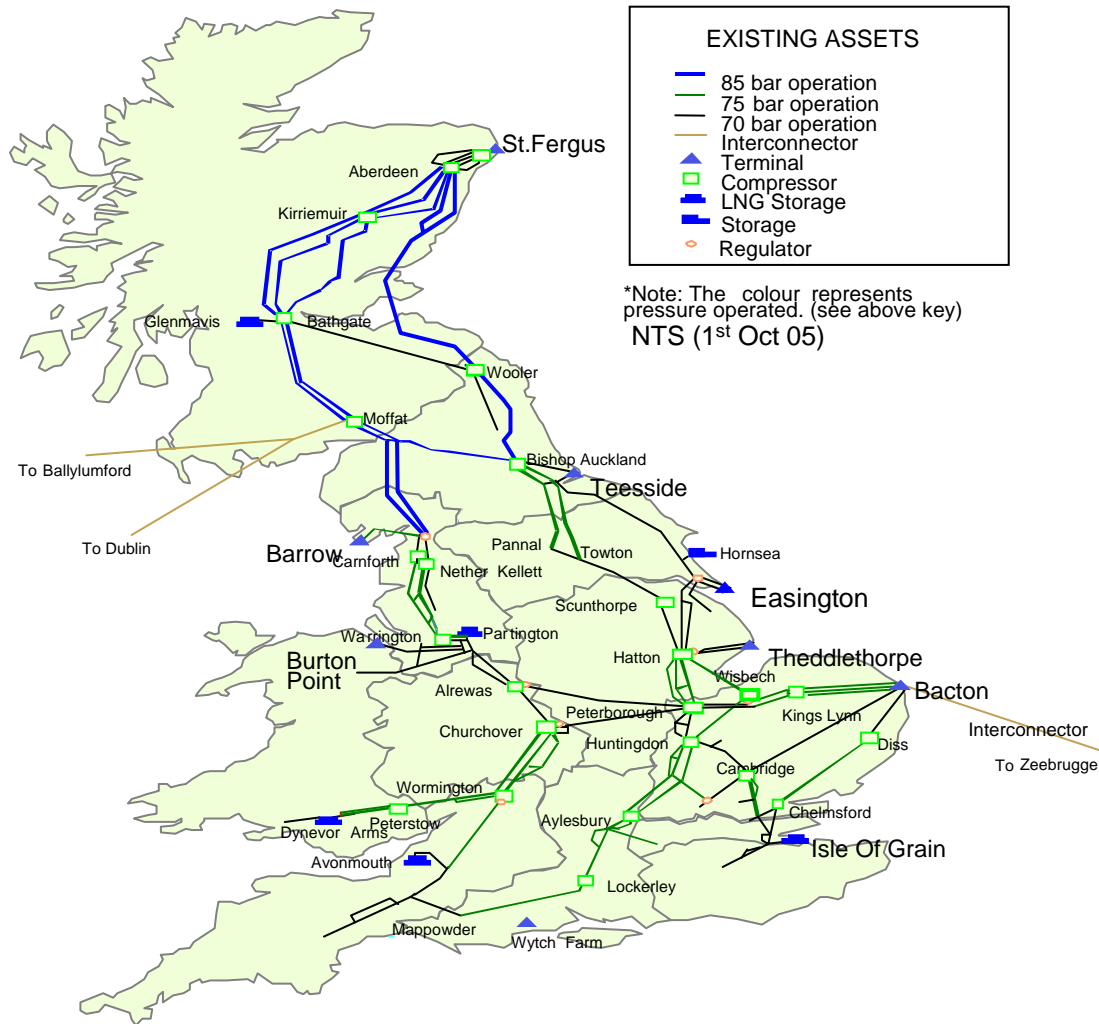 EXISTING ASSETS
85 bar operation
75 bar operation
70 bar operation
Interconnector
Terminal
Compressor
LNG Storage
Storage
Regulator
*Note: The colour represents
pressure operated. (see above key)
NTS (1st Oct 05)
St.Fergus
Aberdeen
Kirriemuir
Glenmavis
Bathgate
Wooler
Moffat
To Ballylumford
Bishop Auckland
Teesside
To Dublin
Barrow
Carnforth
Pannal
Towton
Hornsea
Nether Kellett
Easington
Scunthorpe
Warrington
Partington
Burton
Point
Hatton
Theddlethorpe
Alrewas
Wisbech
Bacton
Peterborough
Kings Lynn
Churchover
Huntingdon
Diss
Interconnector
To Zeebrugge
Cambridge
Wormington
Chelmsford
Peterstow
Aylesbury
Dynevor Arms
Isle Of Grain
Avonmouth
Lockerley
Mappowder
Wytch Farm